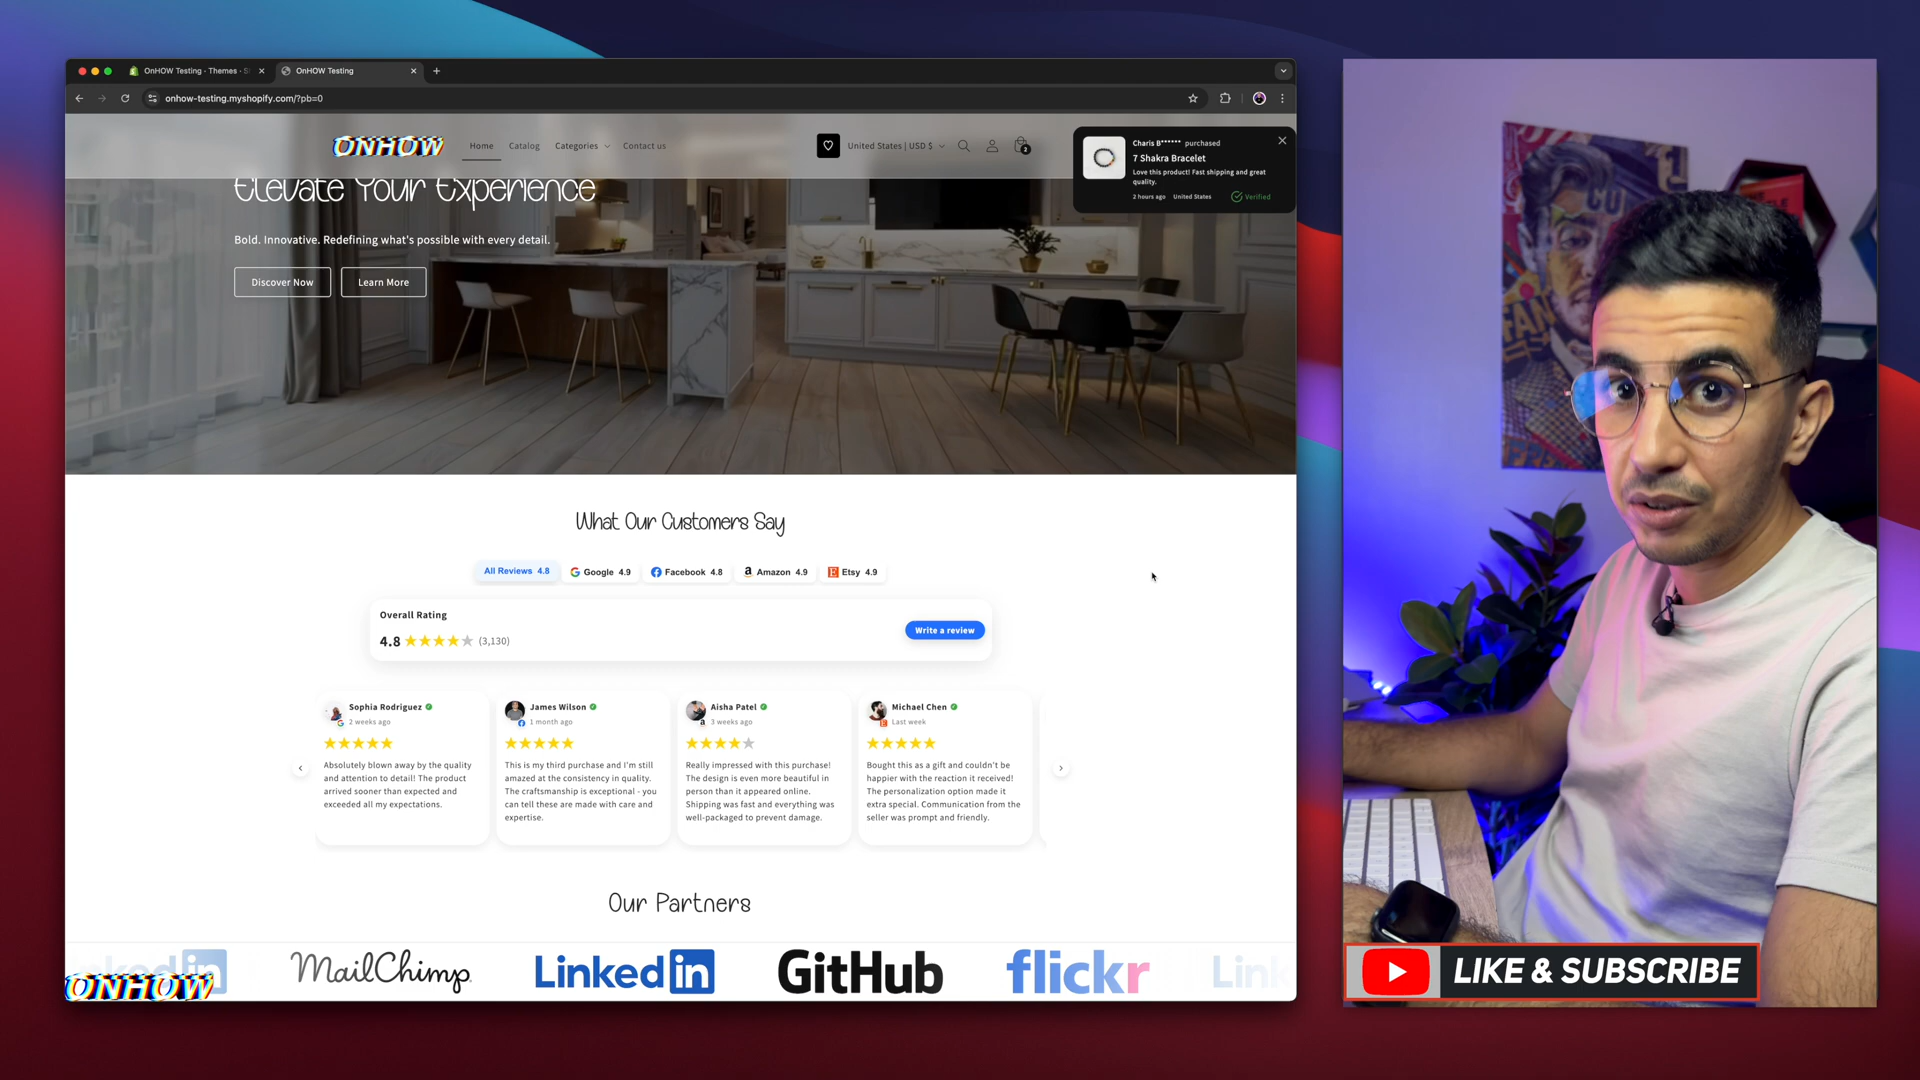 OnHOW Testing - Themes - S
OnHOW Testing
onhow-testing.myshopify.com/?pb=0
ONHOW
Home
Catalog
Categories
Contact us
United States | USD $
2
Charis B****** purchased
7 Shakra Bracelet
Love this product! Fast shipping and great
quality.
2 hours ago United States Verified
Elevate Your Experience
Bold. Innovative. Redefining what's possible with every detail.
Discover Now
Learn More
What Our Customers Say
All Reviews 4.8
Google 4.9
Facebook 4.8
Amazon 4.9
Etsy 4.9
Overall Rating
4.8 ★★★★★ (3,130)
Write a review
Sophia Rodriguez
2 weeks ago
Absolutely blown away by the quality
and attention to detail! The product
arrived sooner than expected and
exceeded all my expectations.
James Wilson
1 month ago
This is my third purchase and I'm still
amazed at the consistency in quality.
The craftsmanship is exceptional - you
can tell these are made with care and
expertise.
Aisha Patel
3 weeks ago
Really impressed with this purchase!
The design is even more beautiful in
person than it appeared online.
Shipping was fast and everything was
well-packaged to prevent damage.
Michael Chen
Last week
Bought this as a gift and couldn't be
happier with the reaction it received!
The personalization option made it
extra special. Communication from the
seller was prompt and friendly.
Our Partners
MailChimp
Linked in
GitHub
flickr
Link
ONHOW
LIKE & SUBSCRIBE